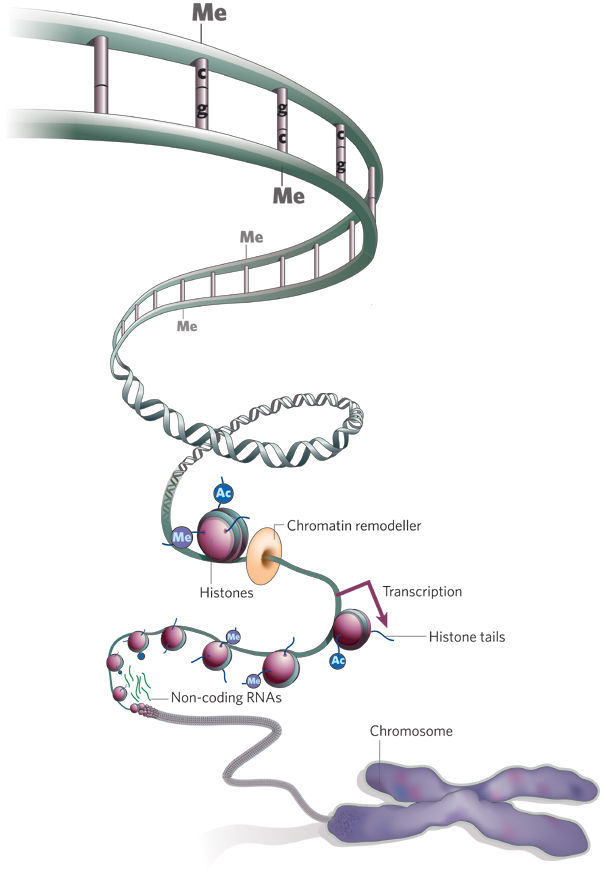 Me
c
g
g
c
c
g
Me
Me
Me
Ac
Me
Chromatin remodeller
Histones
Transcription
Histone tails
Me
Ac
Me
Non-coding RNAs
Chromosome